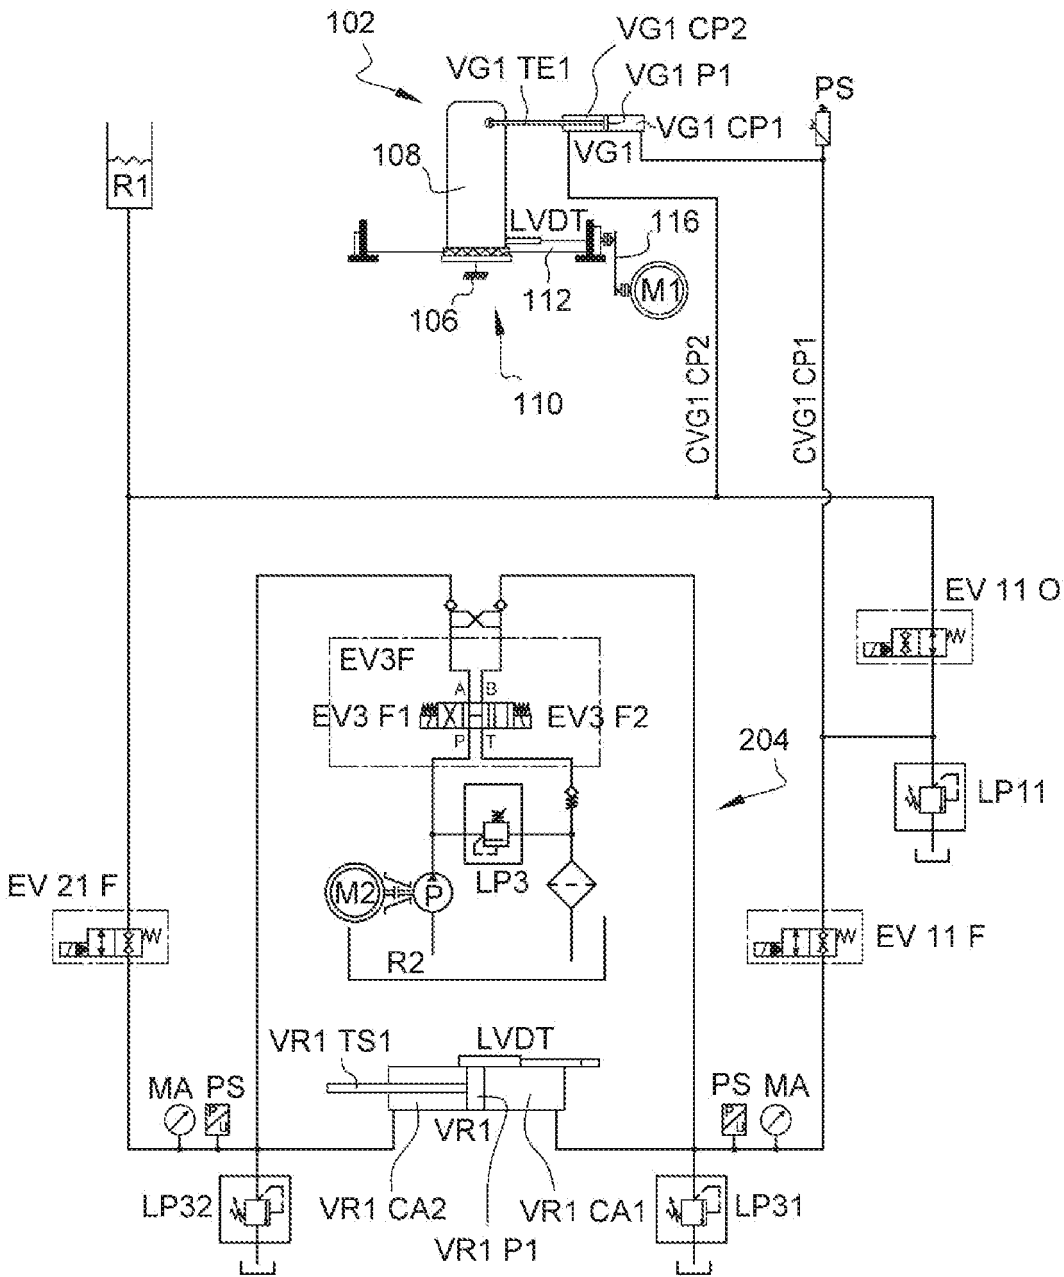 102
VG1 CP2
VG1 TE1
VG1 P1
PS
VG1 CP1
R1
108
VG1
LVDT
116
M1
106
112
110
CVG1 CP2
CVG1 CP1
EV 11 O
EV3F
A B
EV3 F1
EV3 F2
P T
204
LP11
LP3
EV 21 F
M2
P
EV 11 F
R2
VR1 TS1
LVDT
MA
PS
PS
MA
VR1
LP32
VR1 CA2
VR1 CA1
LP31
VR1 P1